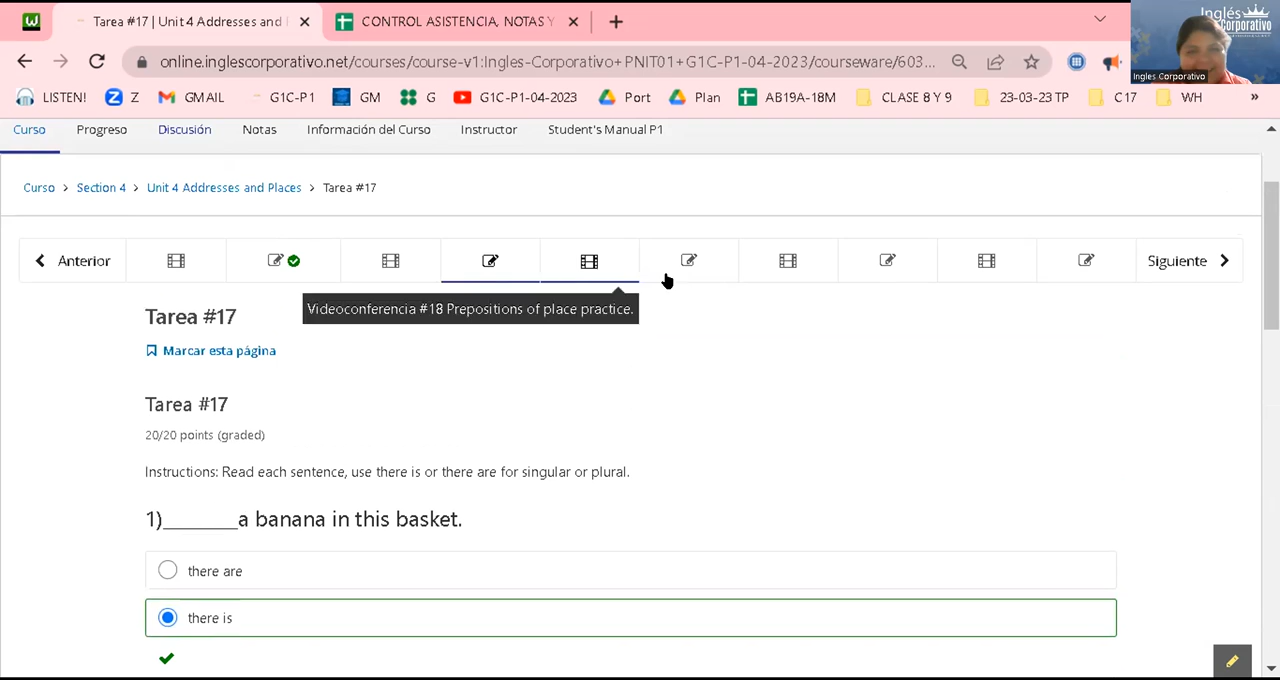 Tarea #17 | Unit 4 Addresses and
CONTROL ASISTENCIA, NOTAS Y
Inglés
Corporativo
Ingles Corporativo
online.inglescorporativo.net/courses/course-v1:Ingles-Corporativo+PNIT01+G1C-P1-04-2023/courseware/603...
LISTEN!
Z
GMAIL
G1C-P1
GM
G
G1C-P1-04-2023
Port
Plan
AB19A-18M
CLASE 8 Y 9
23-03-23 TP
C17
WH
»
Curso
Progreso
Discusión
Notas
Información del Curso
Instructor
Student's Manual P1
Curso > Section 4 > Unit 4 Addresses and Places > Tarea #17
Anterior
Siguiente
Videoconferencia #18 Prepositions of place practice.
Tarea #17
Marcar esta página
Tarea #17
20/20 points (graded)
Instructions: Read each sentence, use there is or there are for singular or plural.
1)_______a banana in this basket.
there are
there is